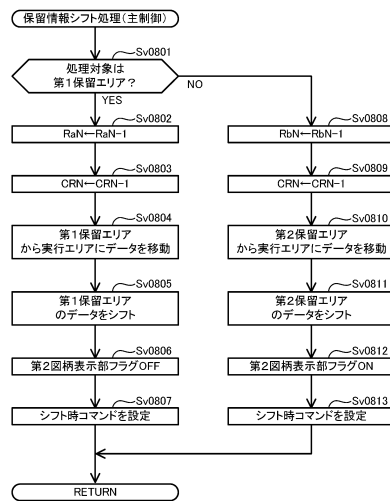 保留情報シフト処理(主制御)
Sv0801
処理対象は
第1保留エリア?
NO
YES
Sv0802
RaN←RaN-1
Sv0803
CRN←CRN-1
Sv0804
第1保留エリア
から実行エリアにデータを移動
Sv0805
第1保留エリア
のデータをシフト
Sv0806
第2図柄表示部フラグOFF
Sv0807
シフト時コマンドを設定
Sv0808
RbN←RbN-1
Sv0809
CRN←CRN-1
Sv0810
第2保留エリア
から実行エリアにデータを移動
Sv0811
第2保留エリア
のデータをシフト
Sv0812
第2図柄表示部フラグON
Sv0813
シフト時コマンドを設定
RETURN